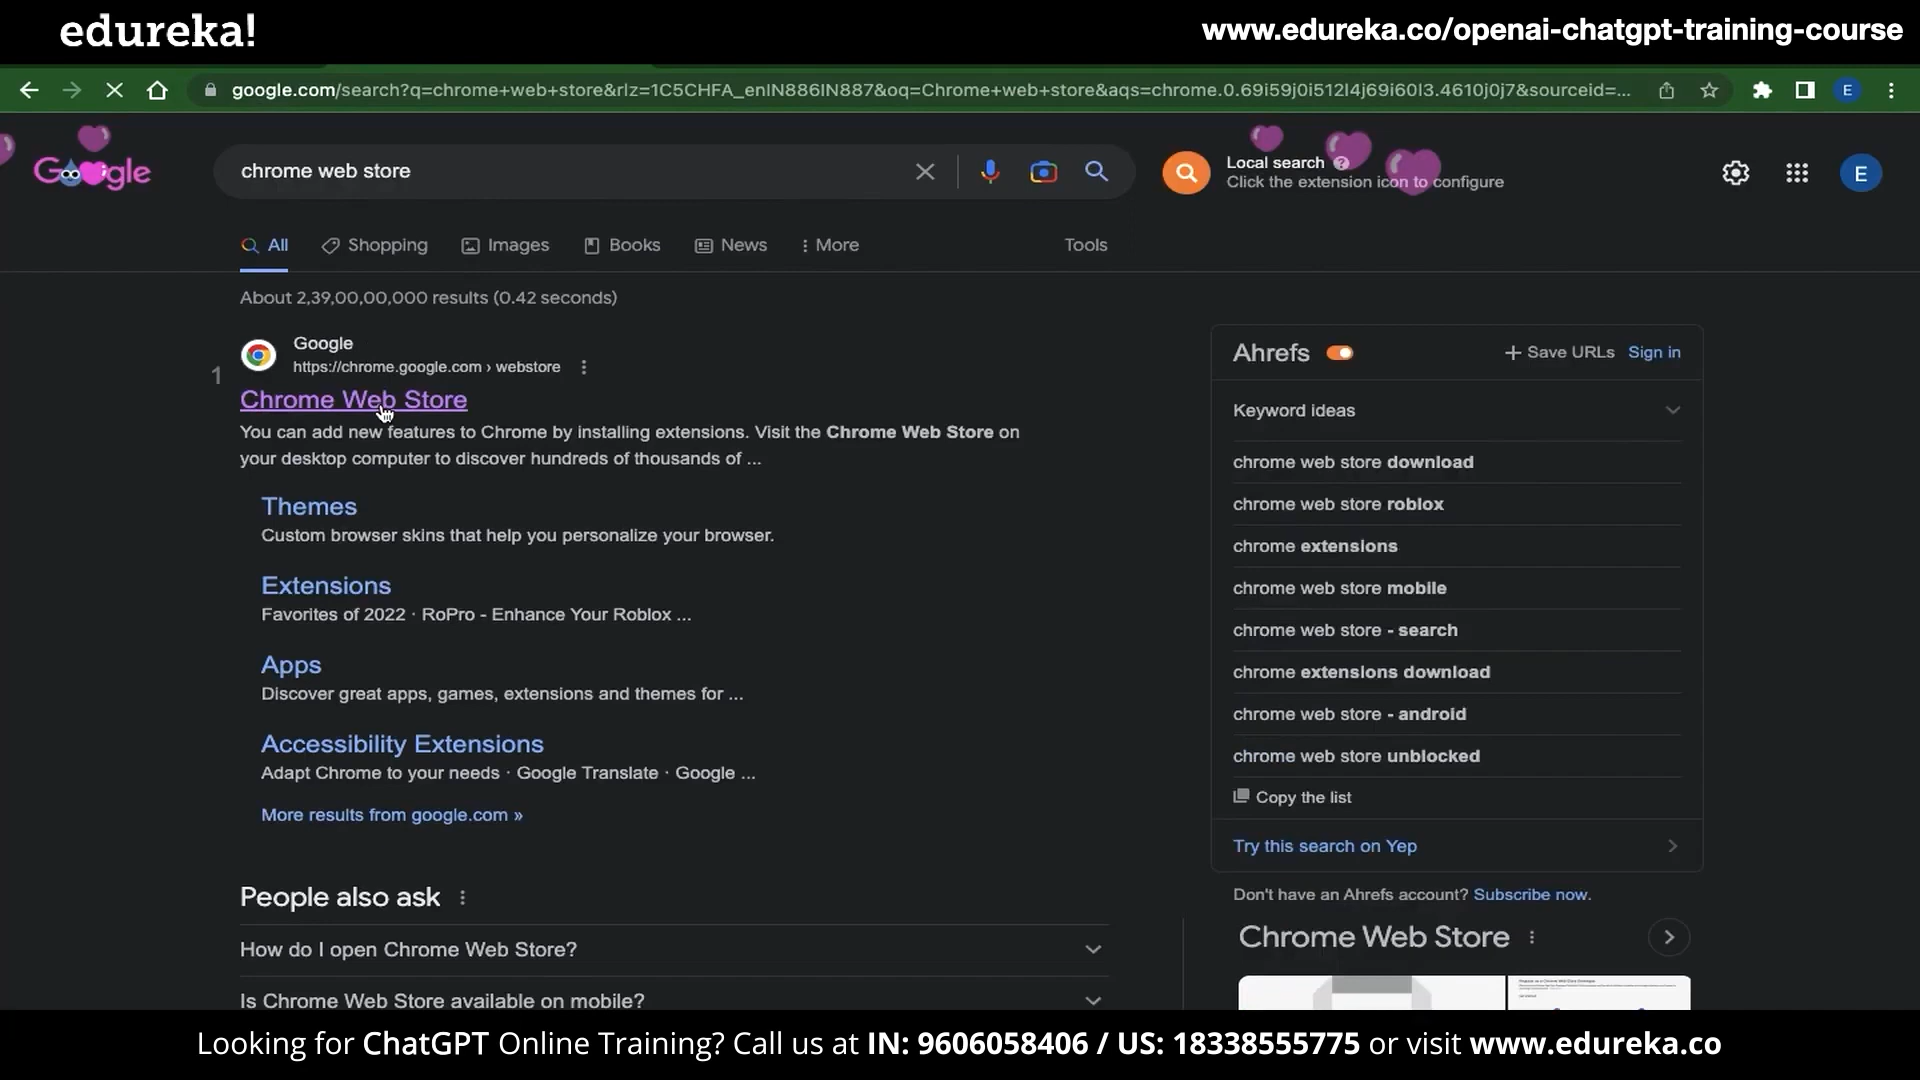 edureka!
www.edureka.co/openai-chatgpt-training-course
google.com/search?q=chrome+web+store&rlz=1C5CHFA_enIN886IN887&oq=Chrome+web+store&aqs=chrome.0.69i59j0i512l4j69i60l3.4610j0j7&sourceid=...
E
Google
chrome web store
Local search
Click the extension icon to configure
E
All
Shopping
Images
Books
News
More
Tools
About 2,39,00,00,000 results (0.42 seconds)
1
Google
https://chrome.google.com › webstore
Chrome Web Store
You can add new features to Chrome by installing extensions. Visit the Chrome Web Store on
your desktop computer to discover hundreds of thousands of ...
Themes
Custom browser skins that help you personalize your browser.
Extensions
Favorites of 2022 · RoPro - Enhance Your Roblox ...
Apps
Discover great apps, games, extensions and themes for ...
Accessibility Extensions
Adapt Chrome to your needs · Google Translate · Google ...
More results from google.com »
People also ask
How do I open Chrome Web Store?
Is Chrome Web Store available on mobile?
Ahrefs
+ Save URLs
Sign in
Keyword ideas
chrome web store download
chrome web store roblox
chrome extensions
chrome web store mobile
chrome web store - search
chrome extensions download
chrome web store - android
chrome web store unblocked
Copy the list
Try this search on Yep
Don't have an Ahrefs account? Subscribe now.
Chrome Web Store
Looking for ChatGPT Online Training? Call us at IN: 9606058406 / US: 18338555775 or visit www.edureka.co